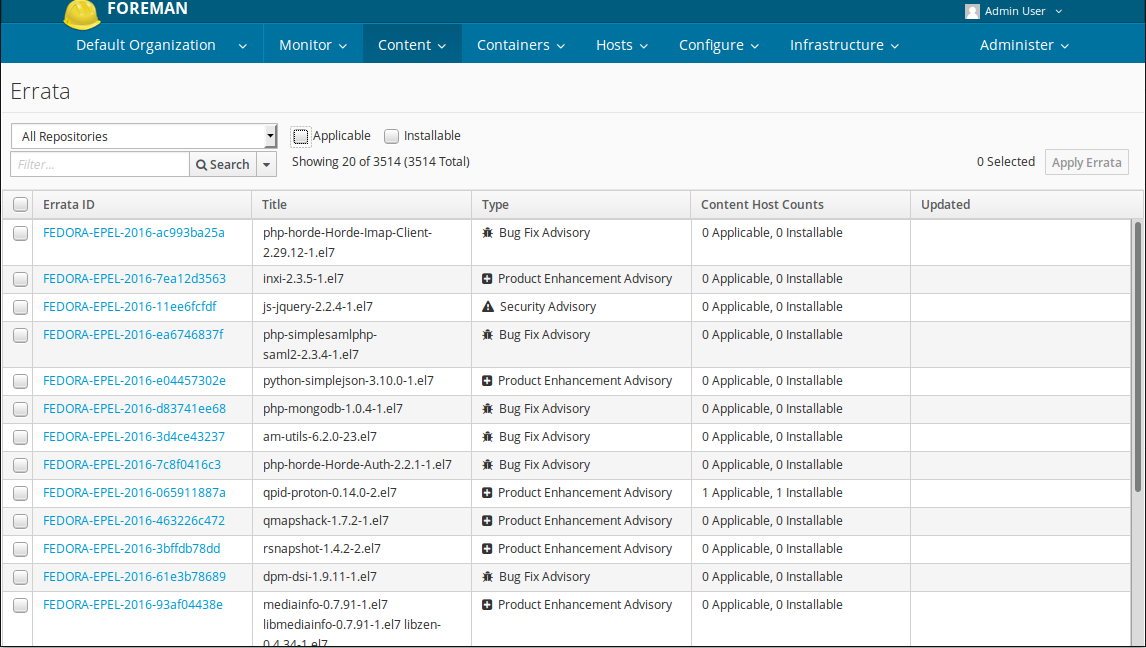 FOREMAN
Admin User
Default Organization Monitor Content Containers Hosts Configure Infrastructure Administer
Errata
All Repositories Applicable Installable
Filter... Search Showing 20 of 3514 (3514 Total) 0 Selected Apply Errata
Errata ID Title Type Content Host Counts Updated
FEDORA-EPEL-2016-ac993ba25a php-horde-Horde-Imap-Client- Bug Fix Advisory 0 Applicable, 0 Installable
2.29.12-1.el7
FEDORA-EPEL-2016-7ea12d3563 inxi-2.3.5-1.el7 Product Enhancement Advisory 0 Applicable, 0 Installable
FEDORA-EPEL-2016-11ee6fcfdf js-jquery-2.2.4-1.el7 Security Advisory 0 Applicable, 0 Installable
FEDORA-EPEL-2016-ea6746837f php-simplesamlphp- Bug Fix Advisory 0 Applicable, 0 Installable
saml2-2.3.4-1.el7
FEDORA-EPEL-2016-e04457302e python-simplejson-3.10.0-1.el7 Product Enhancement Advisory 0 Applicable, 0 Installable
FEDORA-EPEL-2016-d83741ee68 php-mongodb-1.0.4-1.el7 Bug Fix Advisory 0 Applicable, 0 Installable
FEDORA-EPEL-2016-3d4ce43237 am-utils-6.2.0-23.el7 Bug Fix Advisory 0 Applicable, 0 Installable
FEDORA-EPEL-2016-7c8f0416c3 php-horde-Horde-Auth-2.2.1-1.el7 Bug Fix Advisory 0 Applicable, 0 Installable
FEDORA-EPEL-2016-065911887a qpid-proton-0.14.0-2.el7 Product Enhancement Advisory 1 Applicable, 1 Installable
FEDORA-EPEL-2016-463226c472 qmapshack-1.7.2-1.el7 Product Enhancement Advisory 0 Applicable, 0 Installable
FEDORA-EPEL-2016-3bffdb78dd rsnapshot-1.4.2-2.el7 Product Enhancement Advisory 0 Applicable, 0 Installable
FEDORA-EPEL-2016-61e3b78689 dpm-dsi-1.9.11-1.el7 Bug Fix Advisory 0 Applicable, 0 Installable
FEDORA-EPEL-2016-93af04438e mediainfo-0.7.91-1.el7 Product Enhancement Advisory 0 Applicable, 0 Installable
libmediainfo-0.7.91-1.el7 libzen-
0.4.34-1.el7